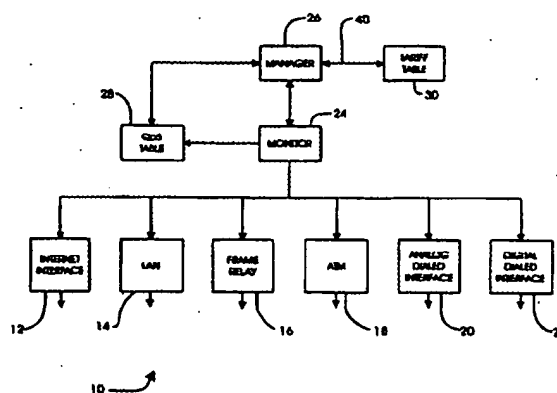 26
40
MANAGER
TARIFF
TABLE
30
28
24
QOS
TABLE
MONITOR
INTERNET
INTERFACE
LAN
FRAME
RELAY
ATM
ANALOG
DIALED
INTERFACE
DIGITAL
DIALED
INTERFACE
12
14
16
18
20
10